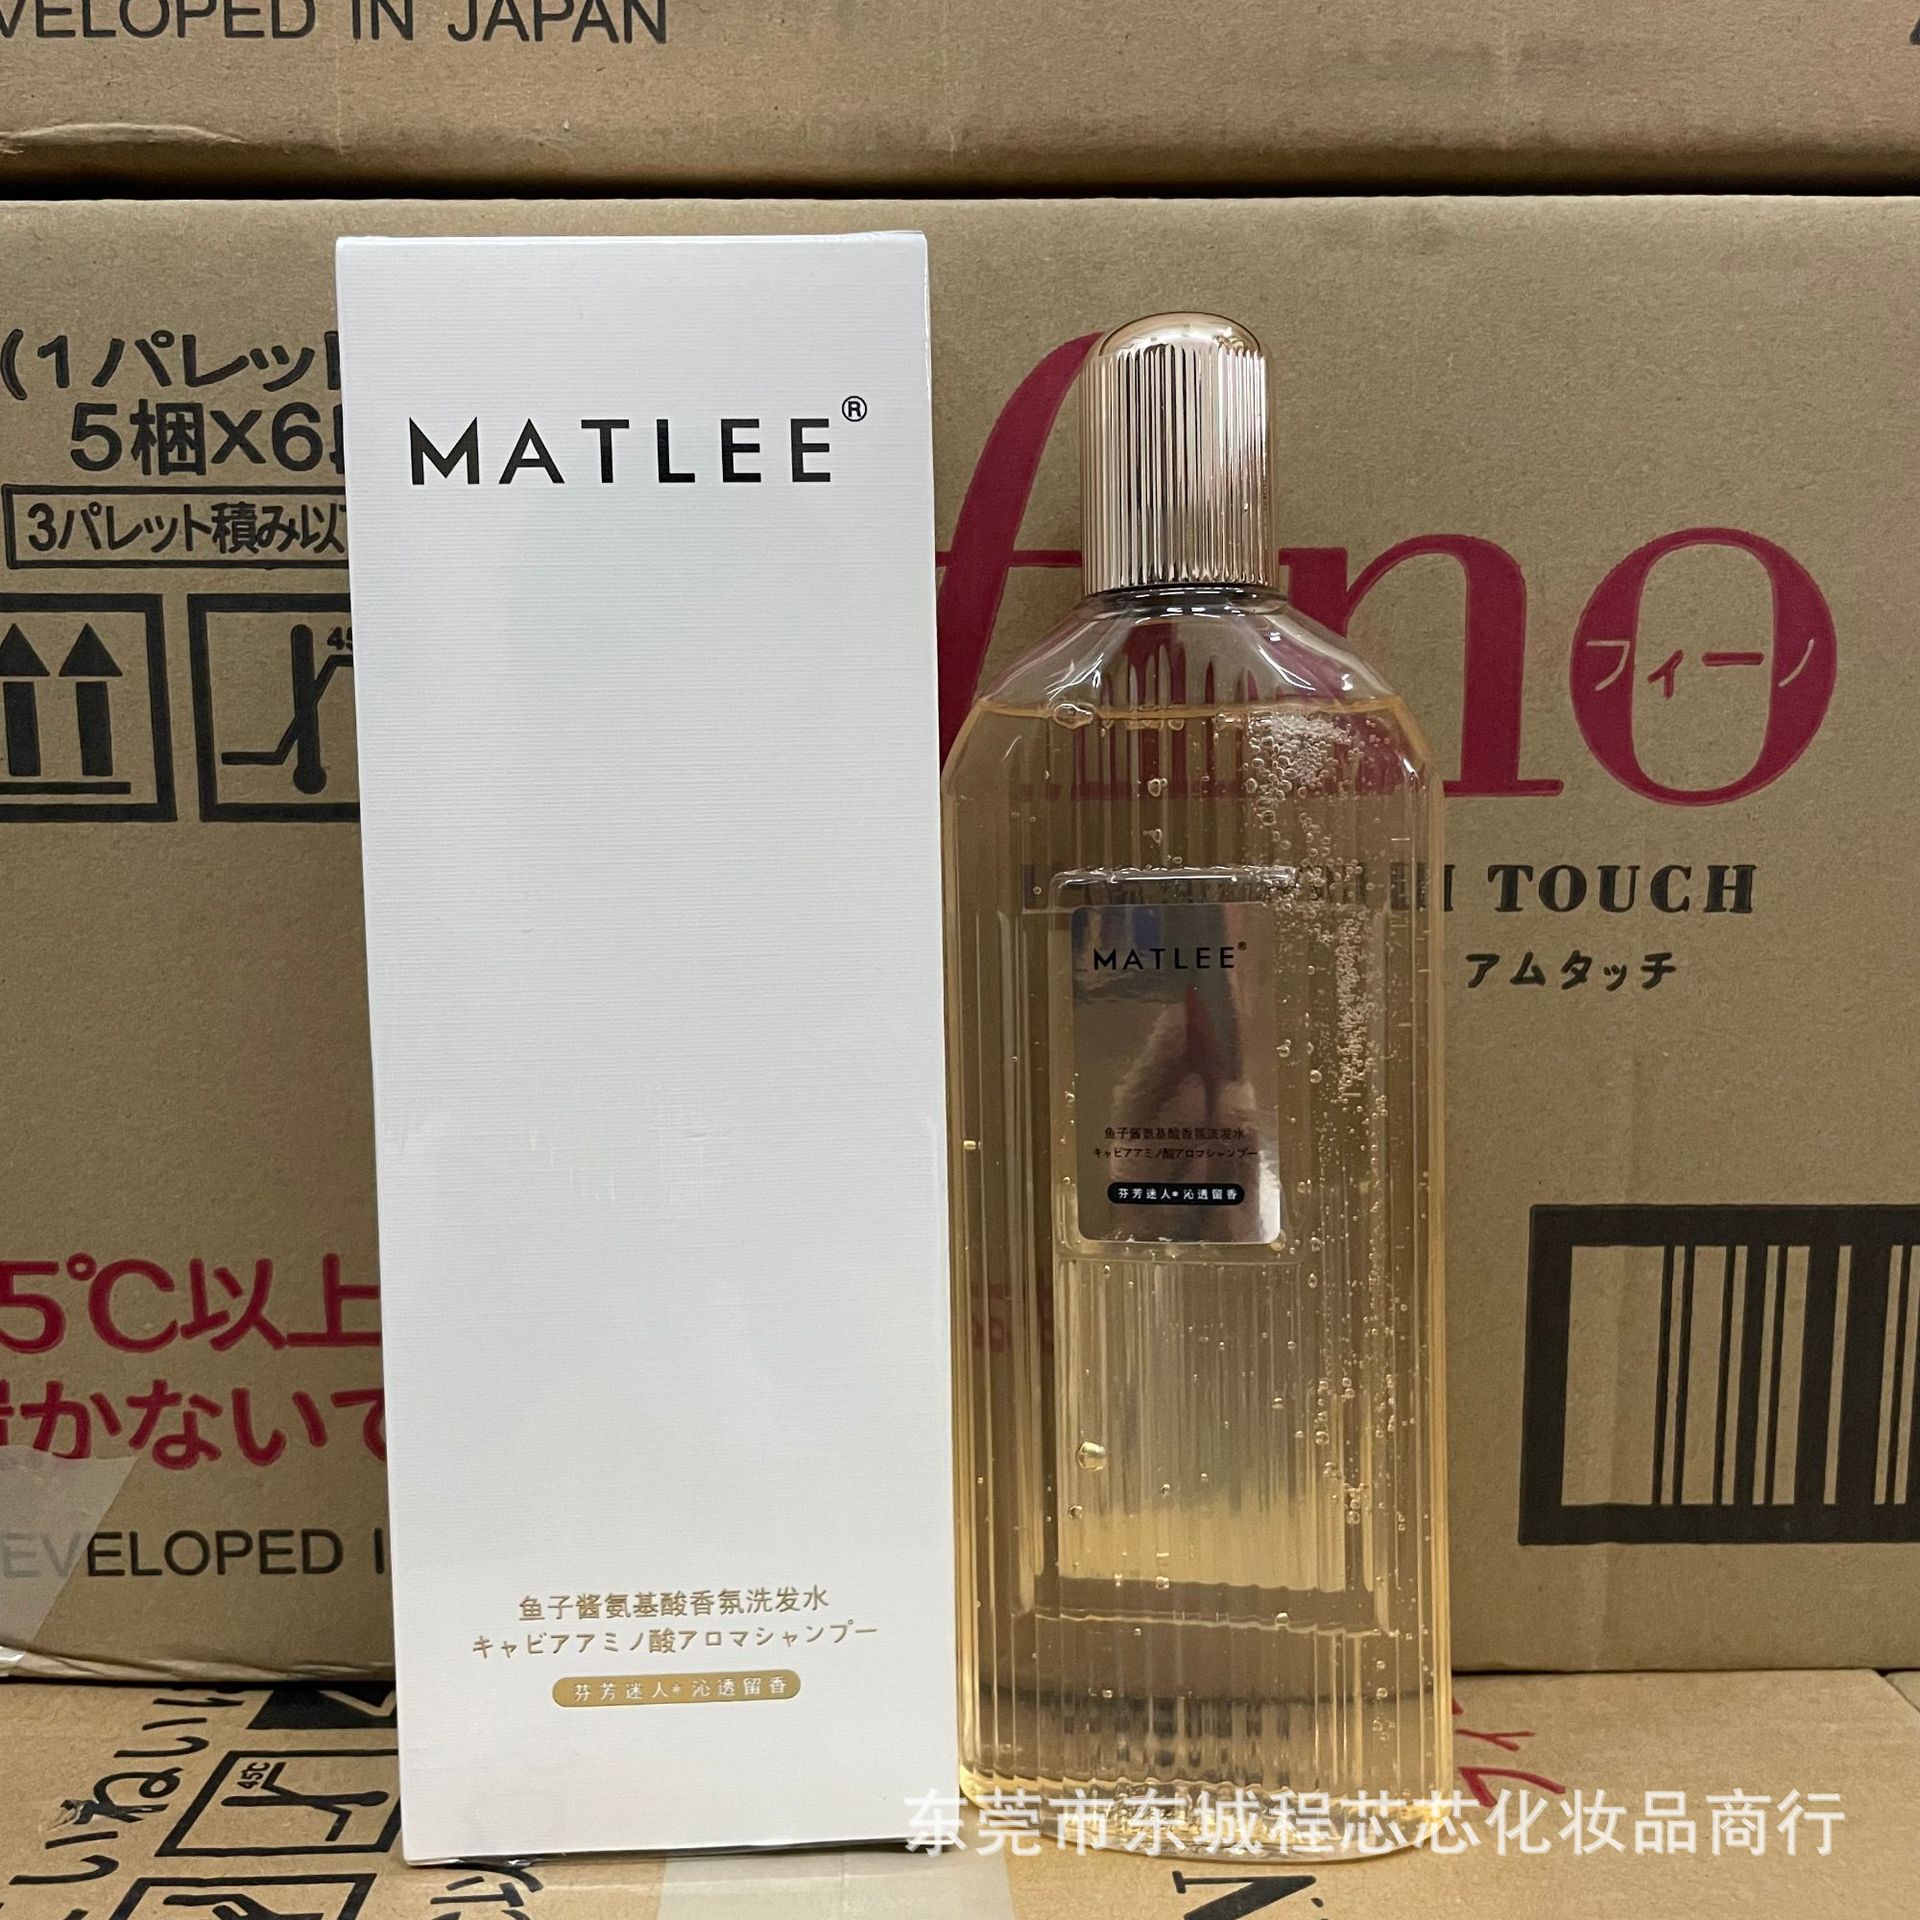 VELOPED IN JAPAN
(1パレット
5梱×6
3パレット積み以
45
MATLEE®
fino
フィーノ
TOUCH
アムタッチ
MATLEE®
鱼子酱氨基酸香氛洗发水
キャビアアミノ酸アロマシャンプー
芬芳迷人*沁透留香
5℃以上
かないで
EVELOPED I
鱼子酱氨基酸香氛洗发水
キャビアアミノ酸アロマシャンプー
芬芳迷人*沁透留香
45℃
东莞市东城程芯芯化妆品商行